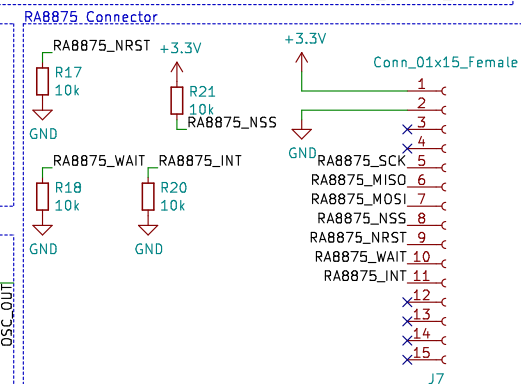 RA8875 Connector
RA8875_NRST
R17
10k
GND
+3.3V
R21
10k
RA8875_NSS
RA8875_WAIT
R18
10k
GND
RA8875_INT
R20
10k
GND
+3.3V
GND
Conn_01x15_Female
1
2
3
4
RA8875_SCK 5
RA8875_MISO 6
RA8875_MOSI 7
RA8875_NSS 8
RA8875_NRST 9
RA8875_WAIT 10
RA8875_INT 11
12
13
14
15
J7
OSC_OUT